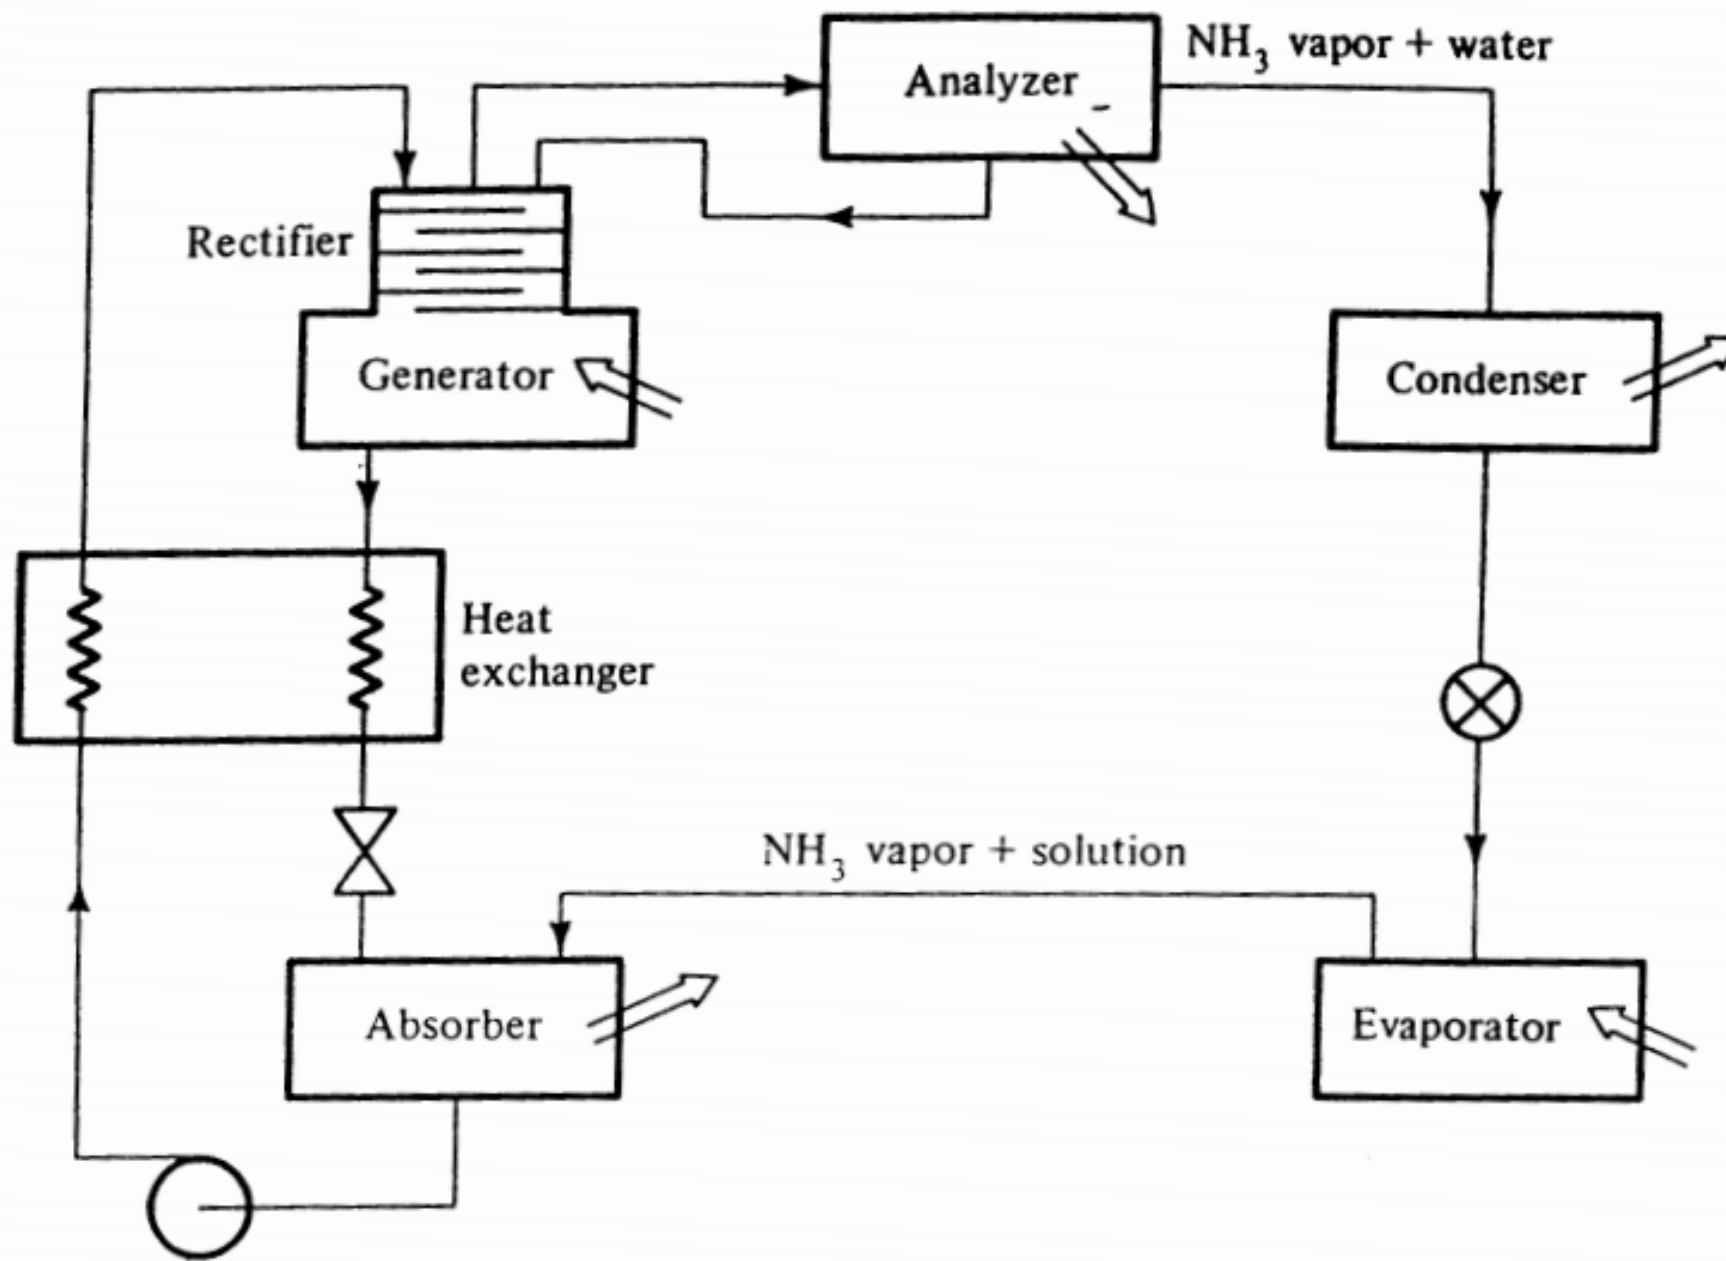 NH₃ vapor + water
Analyzer
Rectifier
Generator
Condenser
Heat
exchanger
NH₃ vapor + solution
Absorber
Evaporator